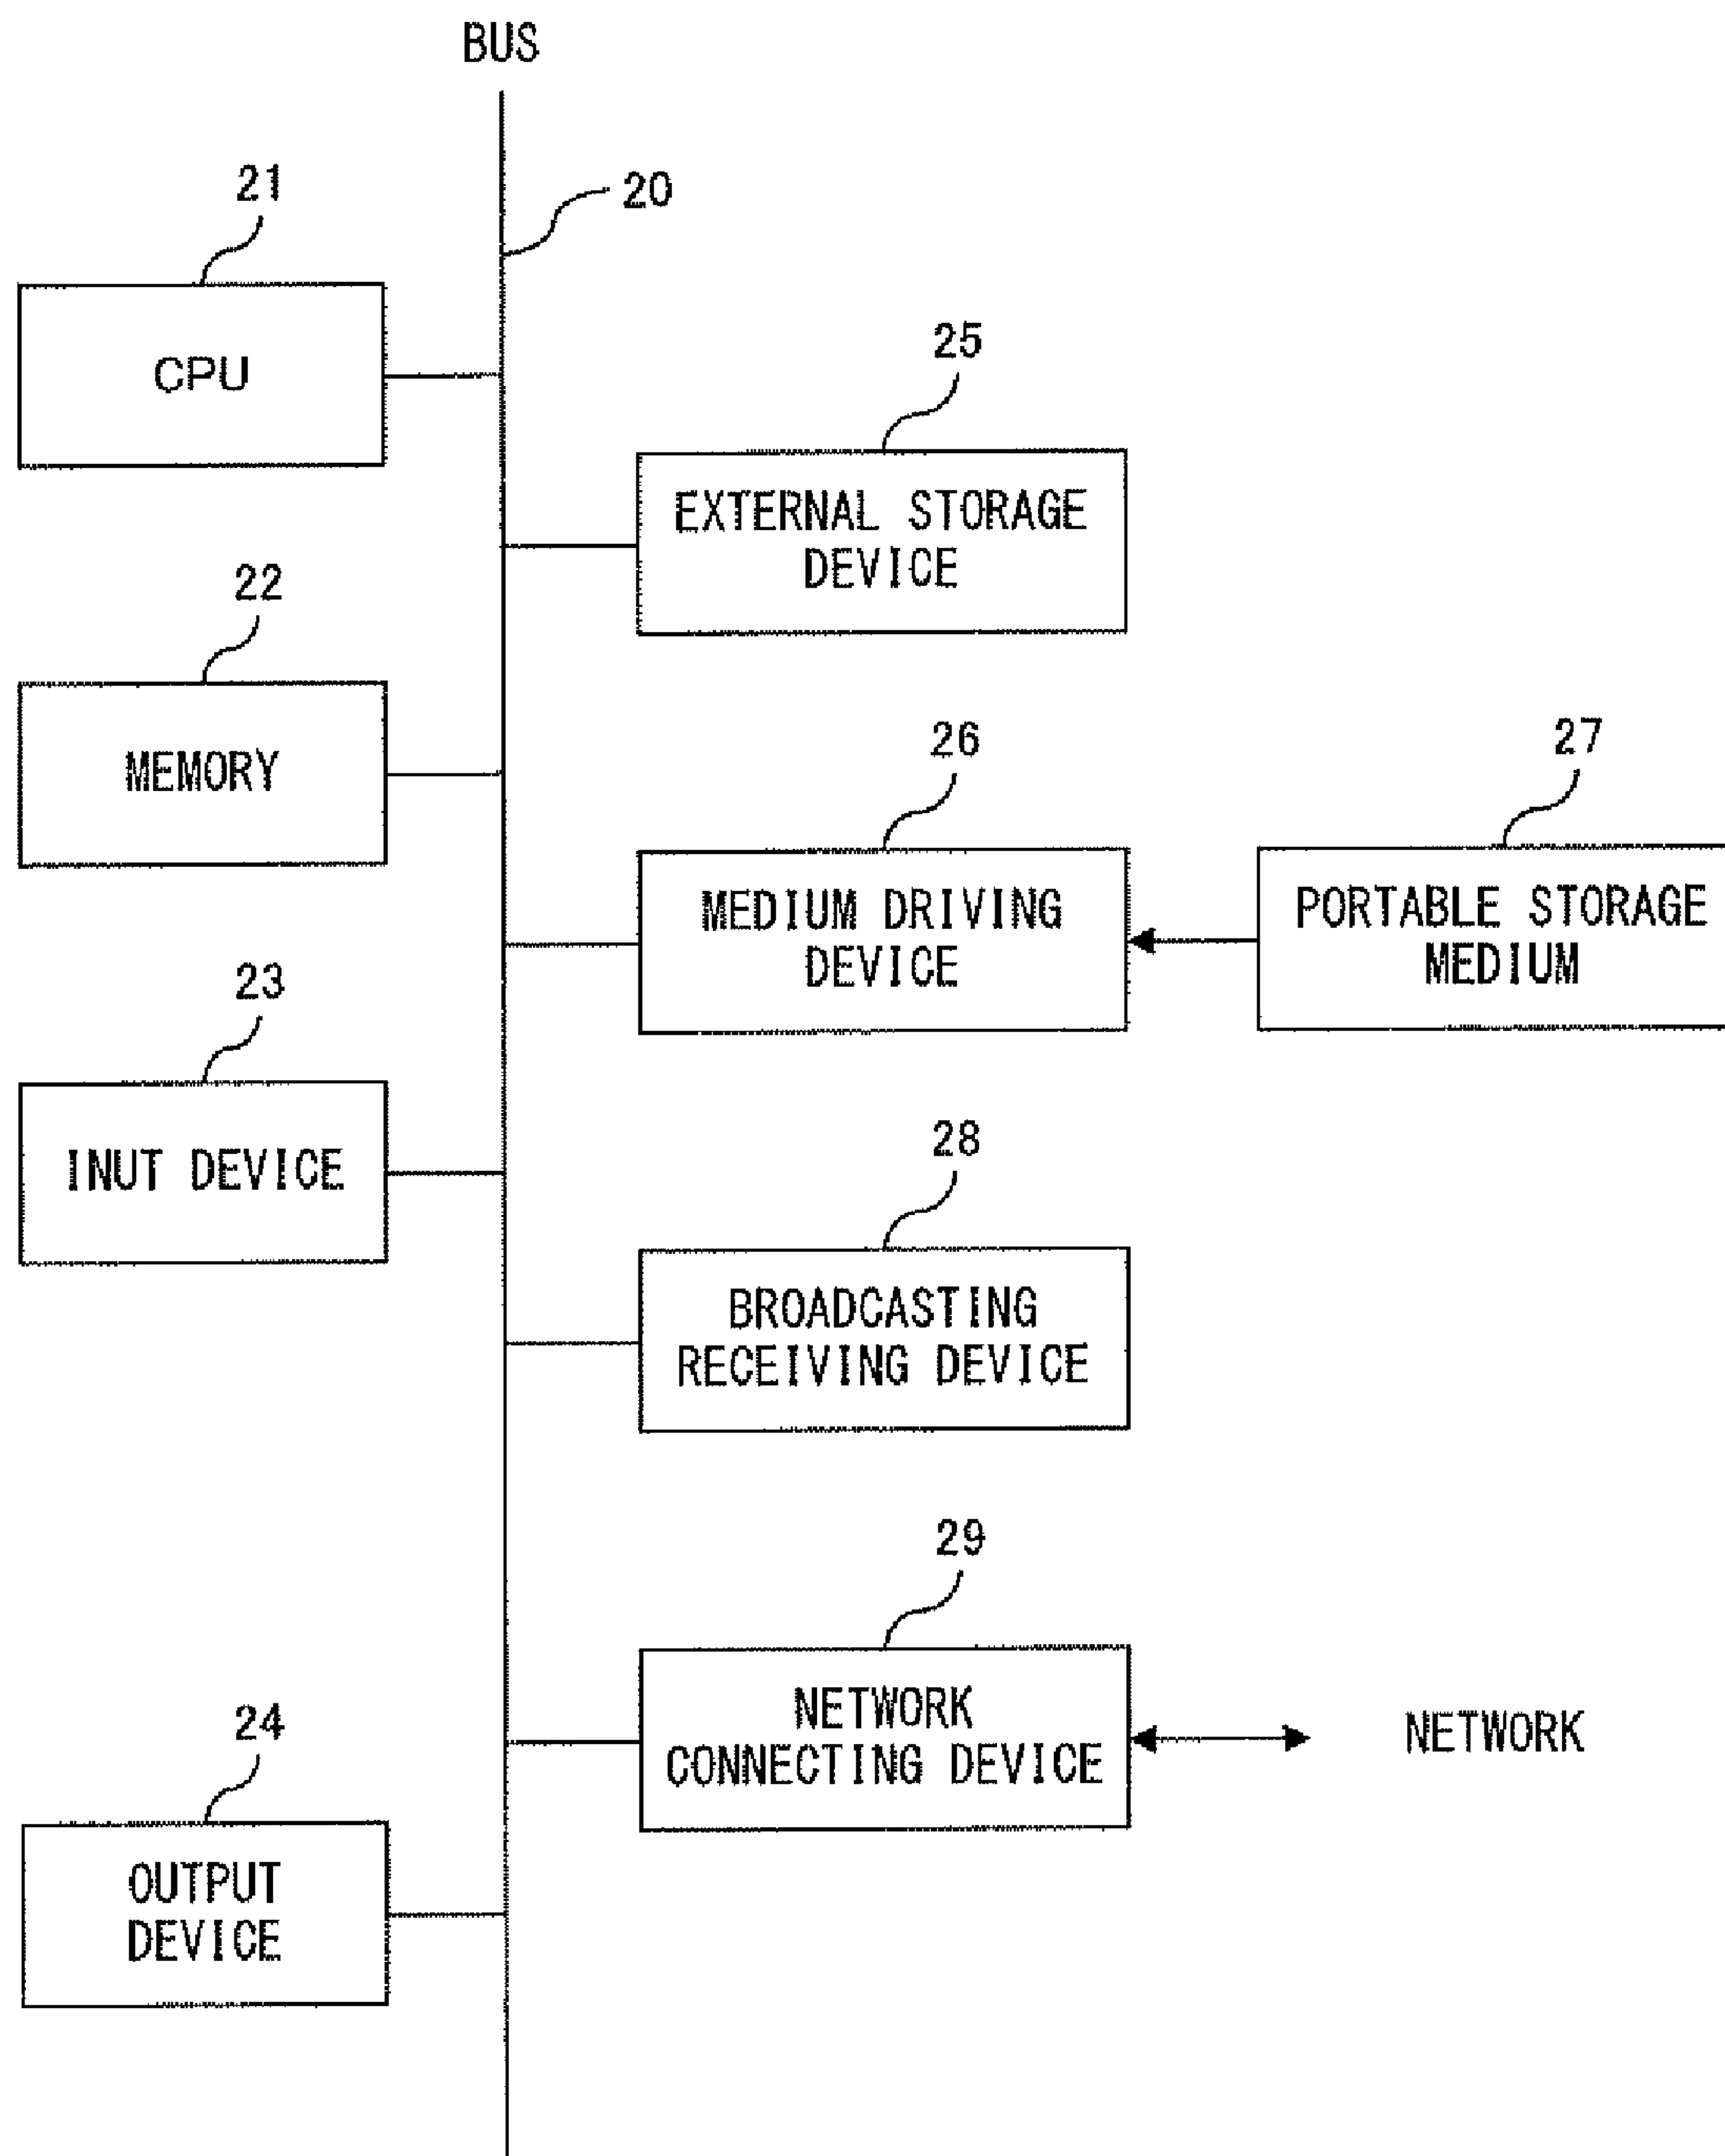 BUS
21
20
CPU
25
EXTERNAL STORAGE
DEVICE
22
MEMORY
26
27
MEDIUM DRIVING
DEVICE
PORTABLE STORAGE
MEDIUM
23
INUT DEVICE
28
BROADCASTING
RECEIVING DEVICE
29
NETWORK
CONNECTING DEVICE
NETWORK
24
OUTPUT
DEVICE